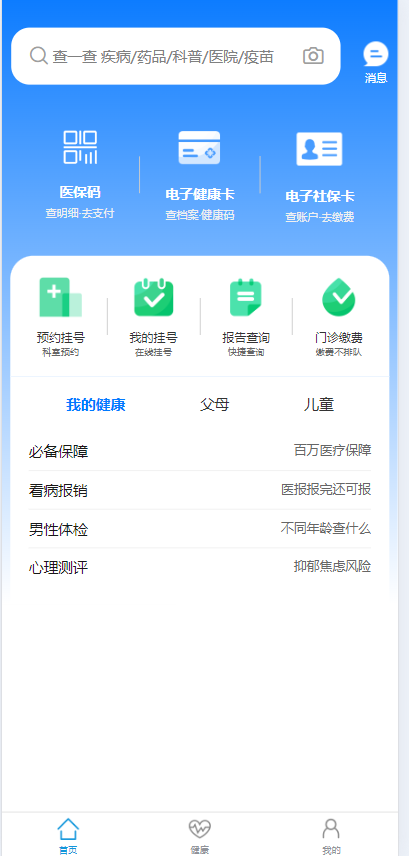 查一查 疾病/药品/科普/医院/疫苗
消息
医保码
电子健康卡
电子社保卡
查明细·去支付
查档案·健康码
查账户·去缴费
预约挂号
我的挂号
报告查询
门诊缴费
科室预约
在线挂号
快捷查询
缴费不排队
我的健康
父母
儿童
必备保障
百万医疗保障
看病报销
医报报完还可报
男性体检
不同年龄查什么
心理测评
抑郁焦虑风险
首页
健康
我的